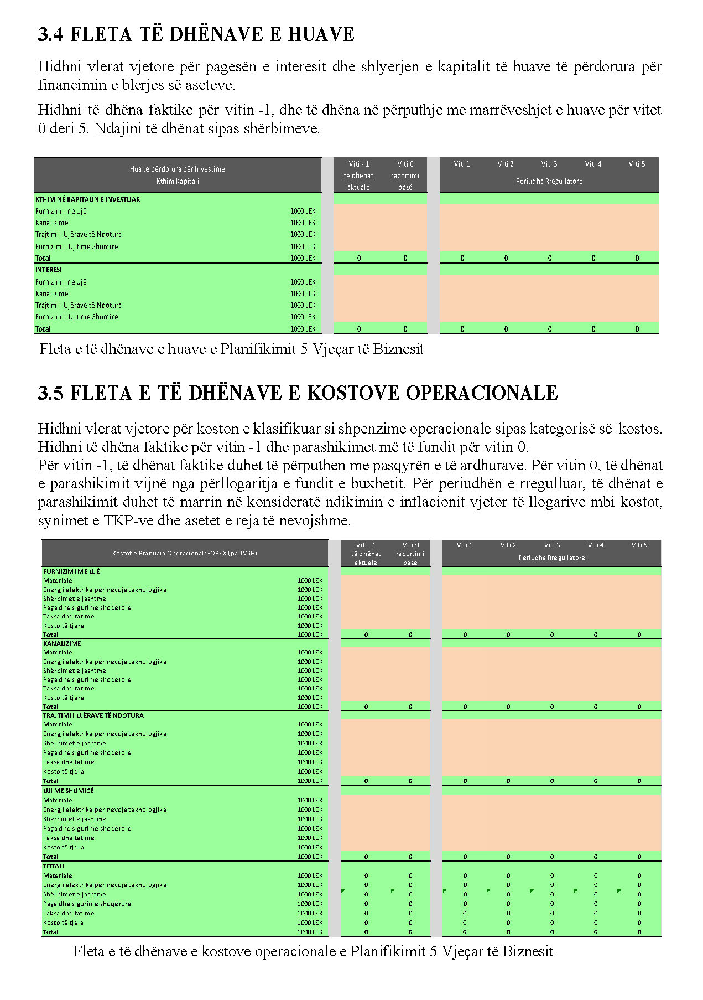 3.4 FLETA TË DHËNAVE E HUAVE
Hidhni vlerat vjetore për pagesën e interesit dhe shlyerjen e kapitalit të huave të përdorura për
financimin e blerjes së aseteve.
Hidhni të dhëna faktike për vitin -1, dhe të dhëna në përputhje me marrëveshjet e huave për vitet
0 deri 5. Ndajini të dhënat sipas shërbimeve.
Hua të përdorura për Investime
Kthim Kapitali
Viti - 1 Viti 0 Viti 1 Viti 2 Viti 3 Viti 4 Viti 5
të dhënat raportimi
aktuale bazë
Periudha Rregullatore
KTHIM NË KAPITALIN E INVESTUAR
Furnizimi me Ujë 1000 LEK
Kanalizime 1000 LEK
Trajtimi i Ujërave të Ndotura 1000 LEK
Furnizimi i Ujit me Shumicë 1000 LEK
Total 1000 LEK 0 0 0 0 0 0 0
INTERESI
Furnizimi me Ujë 1000 LEK
Kanalizime 1000 LEK
Trajtimi i Ujërave të Ndotura 1000 LEK
Furnizimi i Ujit me Shumicë 1000 LEK
Total 1000 LEK 0 0 0 0 0 0 0
Fleta e të dhënave e huave e Planifikimit 5 Vjeçar të Biznesit
3.5 FLETA E TË DHËNAVE E KOSTOVE OPERACIONALE
Hidhni vlerat vjetore për koston e klasifikuar si shpenzime operacionale sipas kategorisë së kostos.
Hidhni të dhëna faktike për vitin -1 dhe parashikimet më të fundit për vitin 0.
Për vitin -1, të dhënat faktike duhet të përputhen me pasqyrën e të ardhurave. Për vitin 0, të dhënat
e parashikimit vijnë nga përllogaritja e fundit e buxhetit. Për periudhën e rregulluar, të dhënat e
parashikimit duhet të marrin në konsideratë ndikimin e inflacionit vjetor të llogarive mbi kostot,
synimet e TKP-ve dhe asetet e reja të nevojshme.
Kostot e Pranuara Operacionale-OPEX (pa TVSH)
Viti - 1 Viti 0 Viti 1 Viti 2 Viti 3 Viti 4 Viti 5
të dhënat raportimi
aktuale bazë
Periudha Rregullatore
FURNIZIMI ME UJË
Materiale 1000 LEK
Energji elektrike për nevoja teknologjike 1000 LEK
Shërbimet e jashtme 1000 LEK
Paga dhe sigurime shoqërore 1000 LEK
Taksa dhe tatime 1000 LEK
Kosto të tjera 1000 LEK
Total 1000 LEK 0 0 0 0 0 0 0
KANALIZIME
Materiale 1000 LEK
Energji elektrike për nevoja teknologjike 1000 LEK
Shërbimet e jashtme 1000 LEK
Paga dhe sigurime shoqërore 1000 LEK
Taksa dhe tatime 1000 LEK
Kosto të tjera 1000 LEK
Total 1000 LEK 0 0 0 0 0 0 0
TRAJTIMI I UJËRAVE TË NDOTURA
Materiale 1000 LEK
Energji elektrike për nevoja teknologjike 1000 LEK
Shërbimet e jashtme 1000 LEK
Paga dhe sigurime shoqërore 1000 LEK
Taksa dhe tatime 1000 LEK
Kosto të tjera 1000 LEK
Total 1000 LEK 0 0 0 0 0 0 0
UJI ME SHUMICË
Materiale 1000 LEK
Energji elektrike për nevoja teknologjike 1000 LEK
Shërbimet e jashtme 1000 LEK
Paga dhe sigurime shoqërore 1000 LEK
Taksa dhe tatime 1000 LEK
Kosto të tjera 1000 LEK
Total 1000 LEK 0 0 0 0 0 0 0
TOTALI
Materiale 1000 LEK 0 0 0 0 0 0 0
Energji elektrike për nevoja teknologjike 1000 LEK 0 0 0 0 0 0 0
Shërbimet e jashtme 1000 LEK 0 0 0 0 0 0 0
Paga dhe sigurime shoqërore 1000 LEK 0 0 0 0 0 0 0
Taksa dhe tatime 1000 LEK 0 0 0 0 0 0 0
Kosto të tjera 1000 LEK 0 0 0 0 0 0 0
Total 1000 LEK 0 0 0 0 0 0 0
Fleta e të dhënave e kostove operacionale e Planifikimit 5 Vjeçar të Biznesit